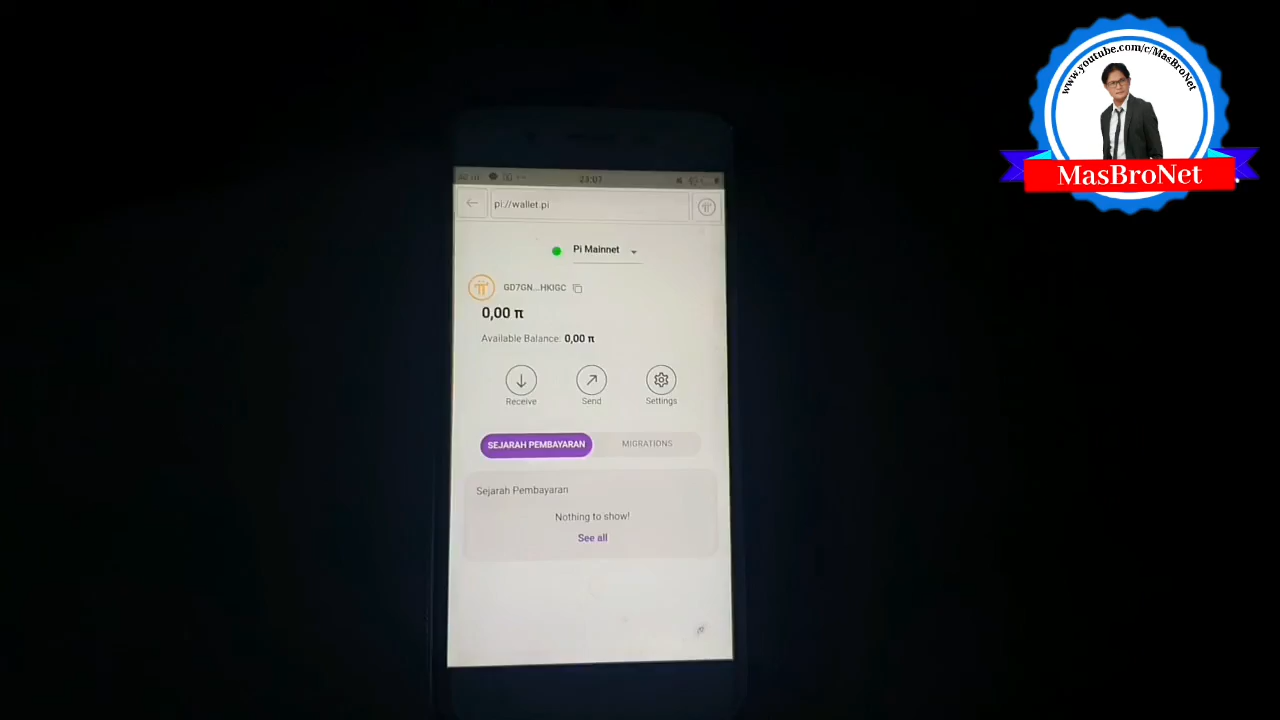 www.youtube.com/c/MasBroNet
MasBroNet
23:07
pi://wallet.pi
Pi Mainnet
GD7GN...HKIGC
0,00 π
Available Balance: 0,00 π
Receive
Send
Settings
SEJARAH PEMBAYARAN
MIGRATIONS
Sejarah Pembayaran
Nothing to show!
See all